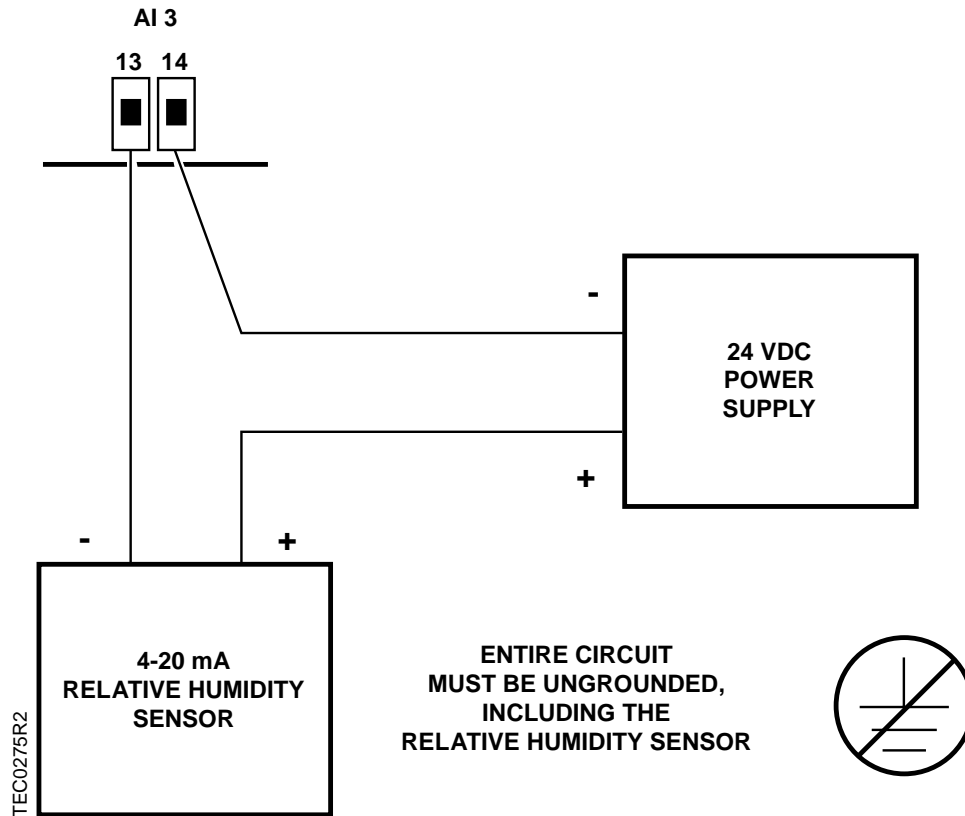 AI 3
13 14
-
24 VDC
POWER
SUPPLY
+
- +
4-20 mA
RELATIVE HUMIDITY
SENSOR
ENTIRE CIRCUIT
MUST BE UNGROUNDED,
INCLUDING THE
RELATIVE HUMIDITY SENSOR
TEC0275R2